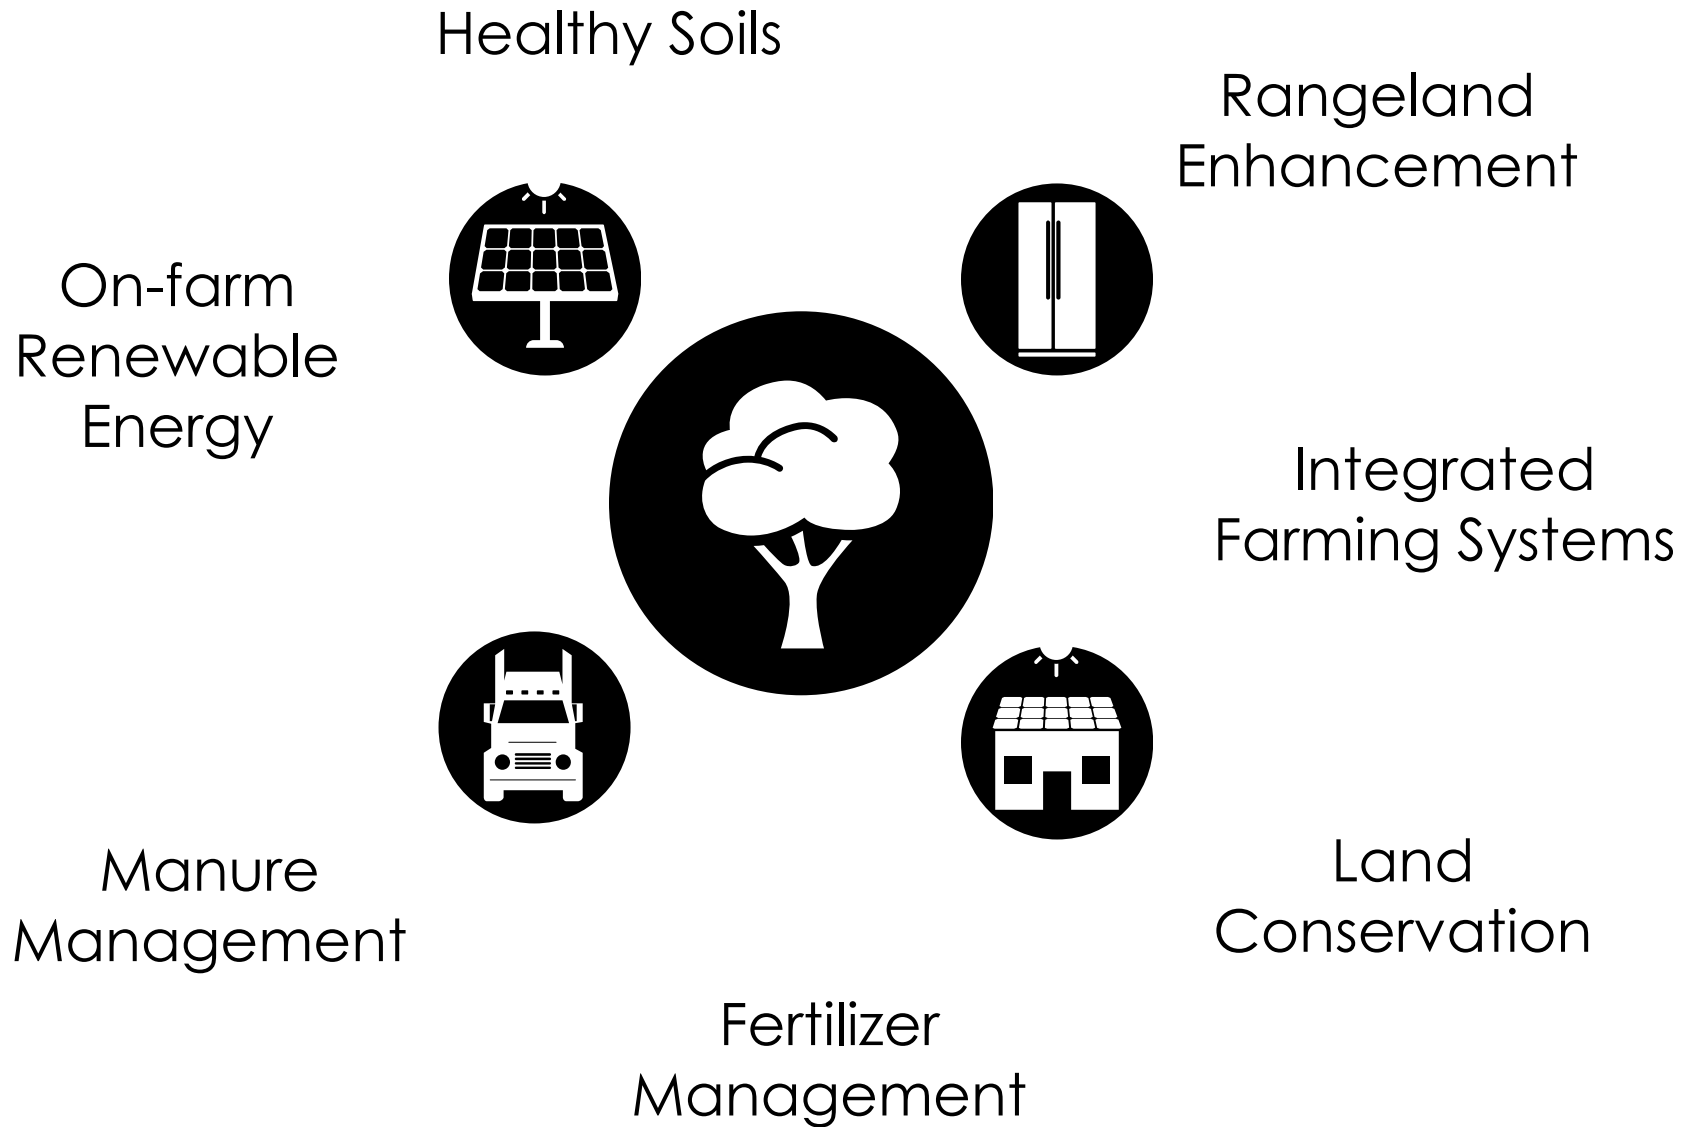 Healthy Soils
Rangeland
Enhancement
On-farm
Renewable
Energy
Integrated
Farming Systems
Manure
Management
Land
Conservation
Fertilizer
Management